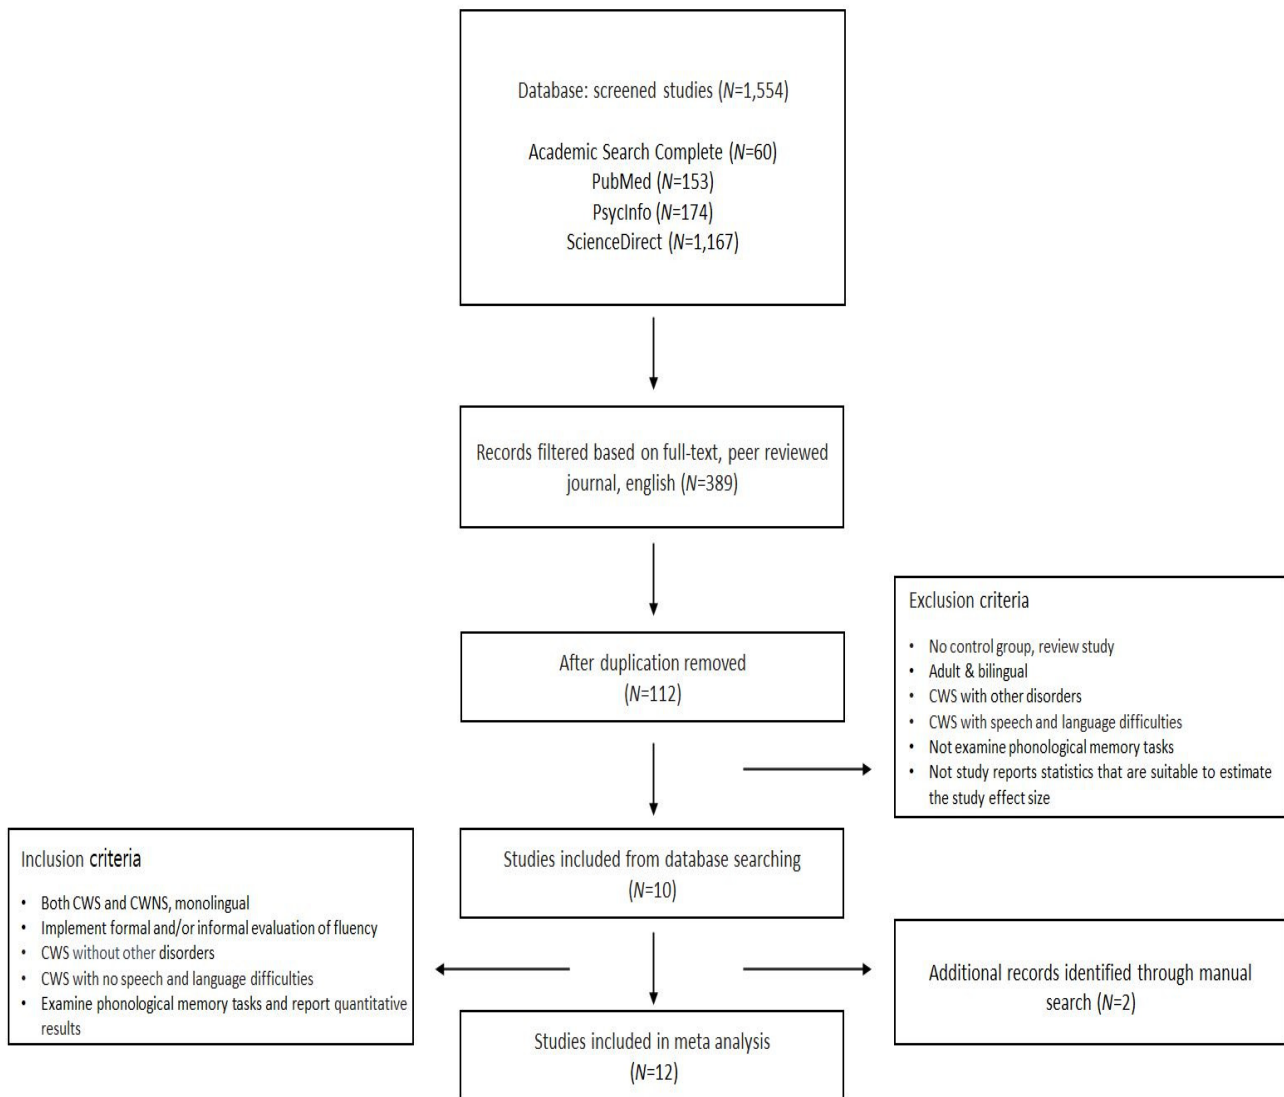 Database: screened studies (N=1,554)
Academic Search Complete (N=60)
PubMed (N=153)
PsycInfo (N=174)
ScienceDirect (N=1,167)
Records filtered based on full-text, peer reviewed
journal, english (N=389)
After duplication removed
(N=112)
Exclusion criteria
• No control group, review study
• Adult & bilingual
• CWS with other disorders
• CWS with speech and language difficulties
• Not examine phonological memory tasks
• Not study reports statistics that are suitable to estimate
the study effect size
Studies included from database searching
(N=10)
Inclusion criteria
• Both CWS and CWNS, monolingual
• Implement formal and/or informal evaluation of fluency
• CWS without other disorders
• CWS with no speech and language difficulties
• Examine phonological memory tasks and report quantitative
results
Additional records identified through manual
search (N=2)
Studies included in meta analysis
(N=12)